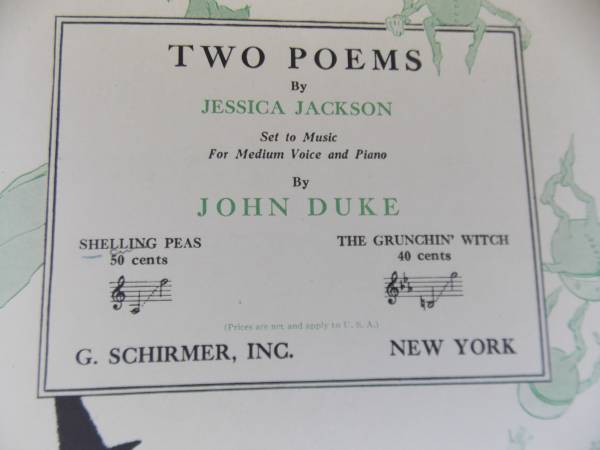 TWO POEMS
By
JESSICA JACKSON
Set to Music
For Medium Voice and Piano
By
JOHN DUKE
SHELLING PEAS
50 cents
THE GRUNCHIN' WITCH
40 cents
(Prices are net and apply to U. S. A.)
G. SCHIRMER, INC. NEW YORK